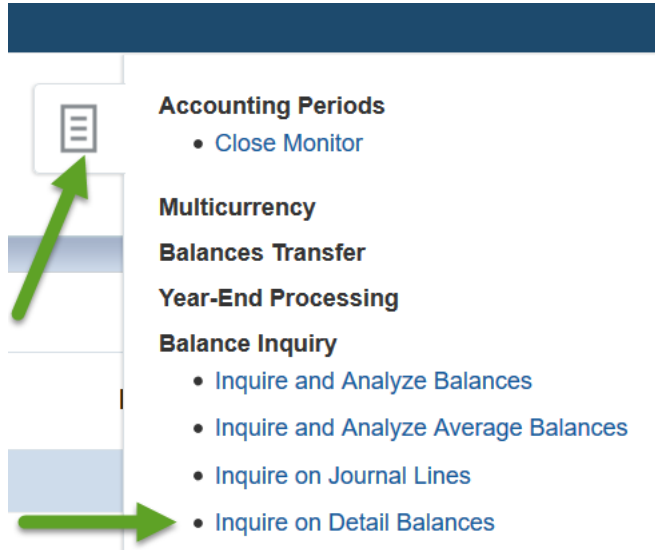 Accounting Periods
• Close Monitor
Multicurrency
Balances Transfer
Year-End Processing
Balance Inquiry
• Inquire and Analyze Balances
• Inquire and Analyze Average Balances
• Inquire on Journal Lines
• Inquire on Detail Balances